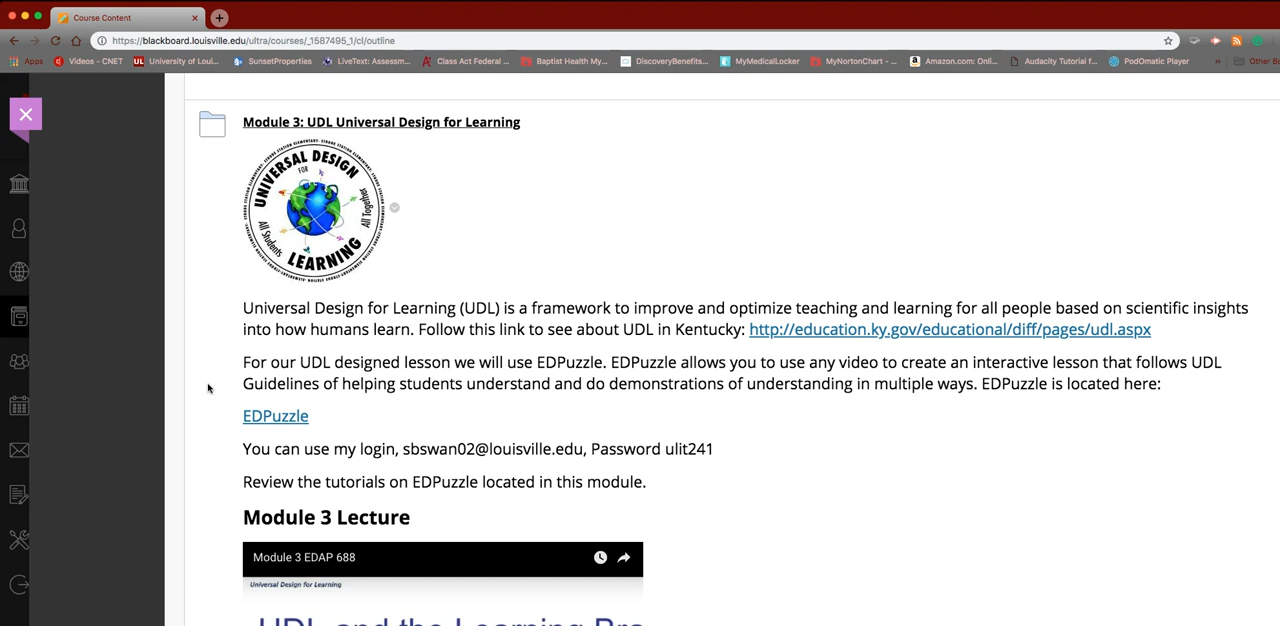 Course Content
https://blackboard.louisville.edu/ultra/courses/_1587495_1/cl/outline
Apps Videos - CNET University of Loui... SunsetProperties LiveText: Assessm... Class Act Federal ... Baptist Health My... DiscoveryBenefits... MyMedicalLocker MyNortonChart - ... Amazon.com: Onli... Audacity Tutorial f... PodOmatic Player » Other Bo
Module 3: UDL Universal Design for Learning
UNIVERSAL DESIGN
FOR
LEARNING
All Students
All Together
Universal Design for Learning (UDL) is a framework to improve and optimize teaching and learning for all people based on scientific insights
into how humans learn. Follow this link to see about UDL in Kentucky: http://education.ky.gov/educational/diff/pages/udl.aspx
For our UDL designed lesson we will use EDPuzzle. EDPuzzle allows you to use any video to create an interactive lesson that follows UDL
Guidelines of helping students understand and do demonstrations of understanding in multiple ways. EDPuzzle is located here:
EDPuzzle
You can use my login, sbswan02@louisville.edu, Password ulit241
Review the tutorials on EDPuzzle located in this module.
Module 3 Lecture
Module 3 EDAP 688
Universal Design for Learning
UDL and the Learning Bra